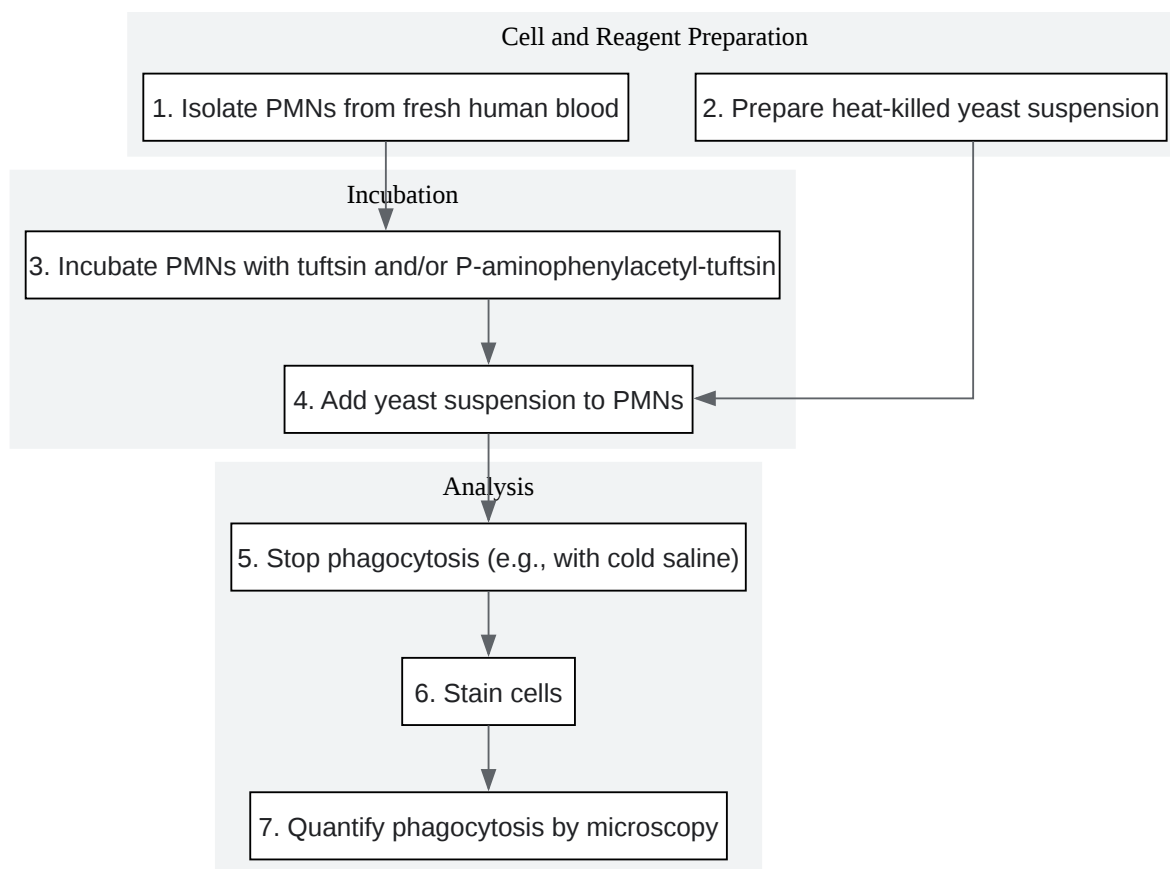 Cell and Reagent Preparation
1. Isolate PMNs from fresh human blood
2. Prepare heat-killed yeast suspension
Incubation
3. Incubate PMNs with tuftsin and/or P-aminophenylacetyl-tuftsin
4. Add yeast suspension to PMNs
Analysis
5. Stop phagocytosis (e.g., with cold saline)
6. Stain cells
7. Quantify phagocytosis by microscopy